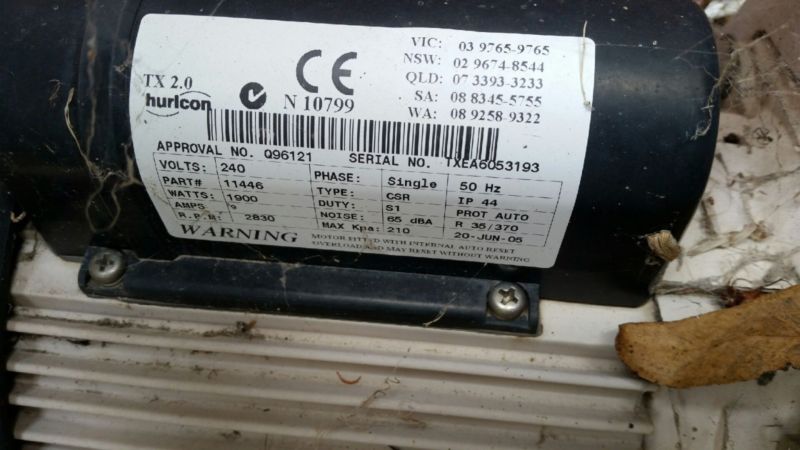 VIC: 03 9765-9765
NSW: 02 9674-8544
QLD: 07 3393-3233
SA: 08 8345-5755
WA: 08 9258-9322
TX 2.0
hurlcon
CE
N 10799
APPROVAL NO. Q96121 SERIAL NO. TXEA6053193
VOLTS: 240 PHASE: Single 50 Hz
PART# 11446 TYPE: CSR IP 44
WATTS: 1900 DUTY: S1 PROT AUTO
AMPS 9 NOISE: 65 dBA R 35/370
R.P.M: 2830 MAX Kpa: 210 20-JUN-05
WARNING MOTOR FITTED WITH INTERNAL AUTO RESET
OVERLOAD AND MAY RESET WITHOUT WARNING